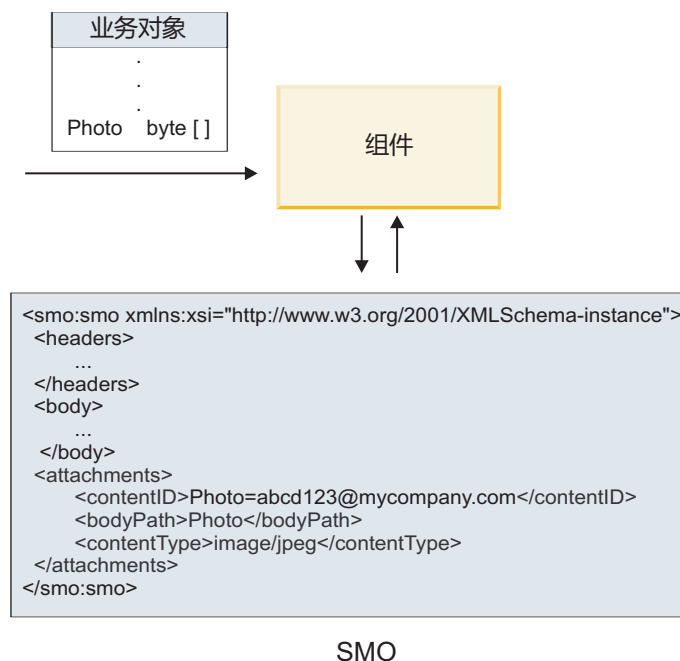 业务对象
.
.
.
Photo byte [ ]
组件
<smo:smo xmlns:xsi="http://www.w3.org/2001/XMLSchema-instance">
<headers>
...
</headers>
<body>
...
</body>
<attachments>
<contentID>Photo=abcd123@mycompany.com</contentID>
<bodyPath>Photo</bodyPath>
<contentType>image/jpeg</contentType>
</attachments>
</smo:smo>
SMO